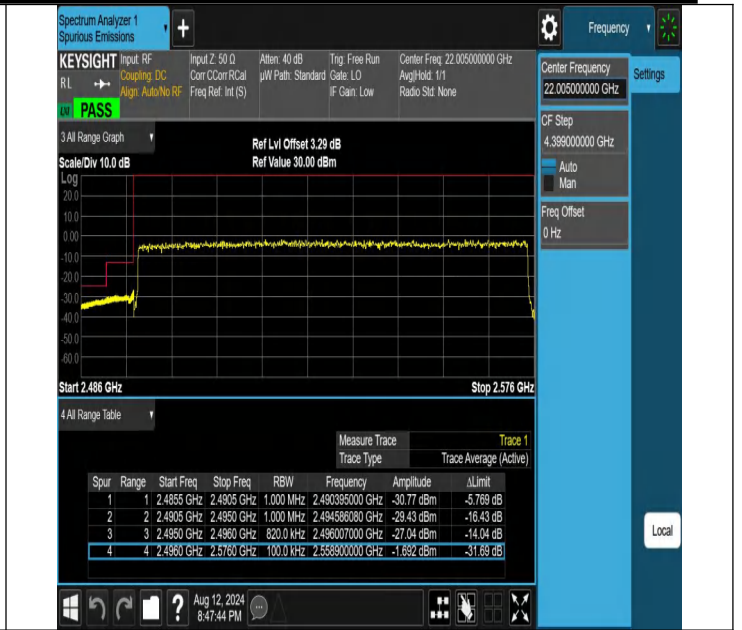 Spectrum Analyzer 1
Spurious Emissions
Frequency
KEYSIGHT Input: RF Input Z: 50 Ω Atten: 40 dB Trig: Free Run Center Freq: 22.005000000 GHz
RL Coupling: DC Corr CCorr RCal µW Path: Standard Gate: LO Avg|Hold: 1/1
Align: Auto/No RF Freq Ref: Int (S) IF Gain: Low Radio Std: None
PASS
Center Frequency
22.005000000 GHz
Settings
CF Step
4.399000000 GHz
Auto
Man
Freq Offset
0 Hz
3 All Range Graph
Ref Lvl Offset 3.29 dB
Scale/Div 10.0 dB Ref Value 30.00 dBm
Log
20.0
10.0
0.00
-10.0
-20.0
-30.0
-40.0
-50.0
-60.0
Start 2.486 GHz Stop 2.576 GHz
4 All Range Table
Measure Trace Trace 1
Trace Type Trace Average (Active)
Spur Range Start Freq Stop Freq RBW Frequency Amplitude ΔLimit
1 1 2.4855 GHz 2.4905 GHz 1.000 MHz 2.490395000 GHz -30.77 dBm -5.769 dB
2 2 2.4905 GHz 2.4950 GHz 1.000 MHz 2.494586080 GHz -29.43 dBm -16.43 dB
3 3 2.4950 GHz 2.4960 GHz 820.0 kHz 2.496007000 GHz -27.04 dBm -14.04 dB
4 4 2.4960 GHz 2.5760 GHz 100.0 kHz 2.558900000 GHz -1.692 dBm -31.69 dB
Local
Aug 12, 2024
8:47:44 PM